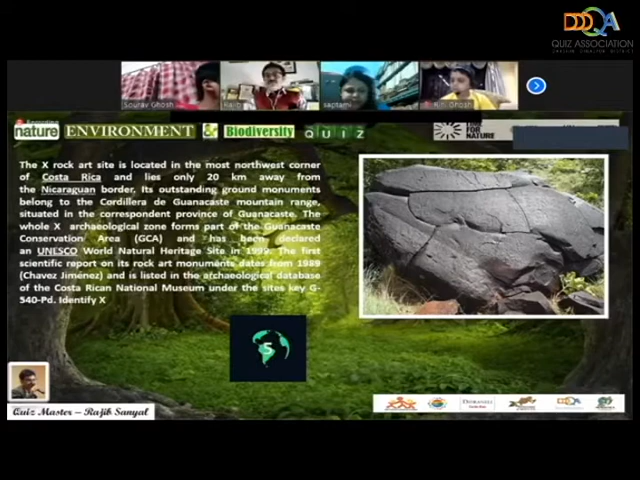 DDQA
QUIZ ASSOCIATION
Sourav Ghosh
Rajib
saptami
Riti Ghosh
Recording
nature ENVIRONMENT & Biodiversity QUIZ
FOR NATURE
The X rock art site is located in the most northwest corner
of Costa Rica and lies only 20 km away from
the Nicaraguan border. Its outstanding ground monuments
belong to the Cordillera de Guanacaste mountain range,
situated in the correspondent province of Guanacaste. The
whole X archaeological zone forms part of the Guanacaste
Conservation Area (GCA) and has been declared
an UNESCO World Natural Heritage Site in 1999. The first
scientific report on its rock art monuments dates from 1989
(Chavez Jiménez) and is listed in the archaeological database
of the Costa Rican National Museum under the sites key G-
540-Pd. Identify X
5
Quiz Master – Rajib Sanyal